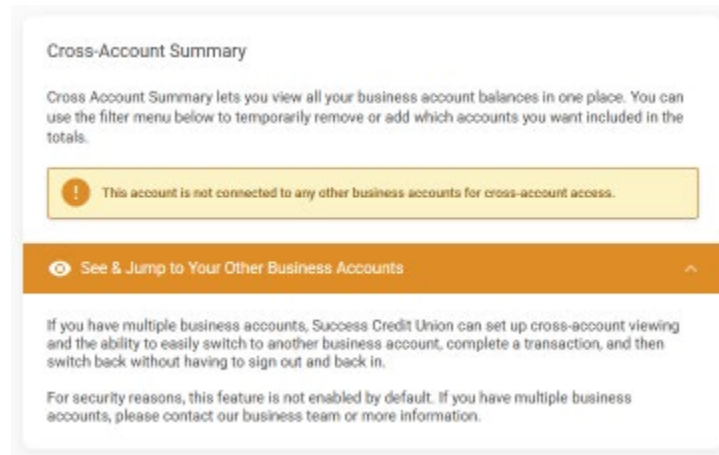 Cross-Account Summary
Cross Account Summary lets you view all your business account balances in one place. You can
use the filter menu below to temporarily remove or add which accounts you want included in the
totals.
This account is not connected to any other business accounts for cross-account access.
See & Jump to Your Other Business Accounts
If you have multiple business accounts, Success Credit Union can set up cross-account viewing
and the ability to easily switch to another business account, complete a transaction, and then
switch back without having to sign out and back in.
For security reasons, this feature is not enabled by default. If you have multiple business
accounts, please contact our business team or more information.